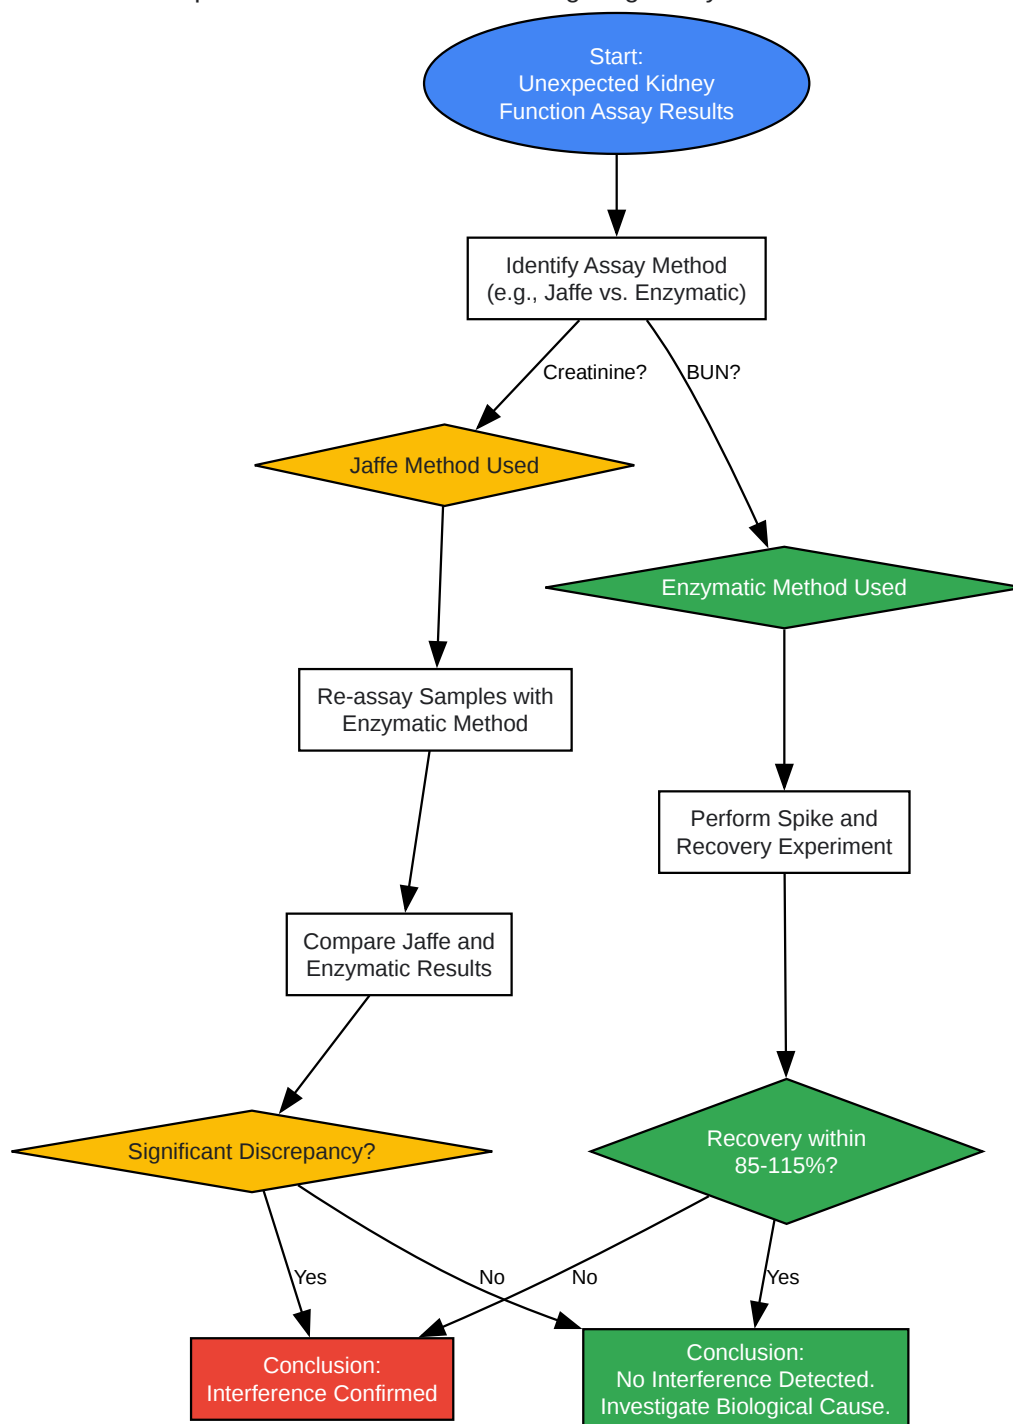 Start:
Unexpected Kidney
Function Assay Results
Identify Assay Method
(e.g., Jaffe vs. Enzymatic)
Creatinine?
BUN?
Jaffe Method Used
Enzymatic Method Used
Re-assay Samples with
Enzymatic Method
Perform Spike and
Recovery Experiment
Compare Jaffe and
Enzymatic Results
Significant Discrepancy?
Recovery within
85-115%?
Yes
No
No
Yes
Conclusion:
Interference Confirmed
Conclusion:
No Interference Detected.
Investigate Biological Cause.